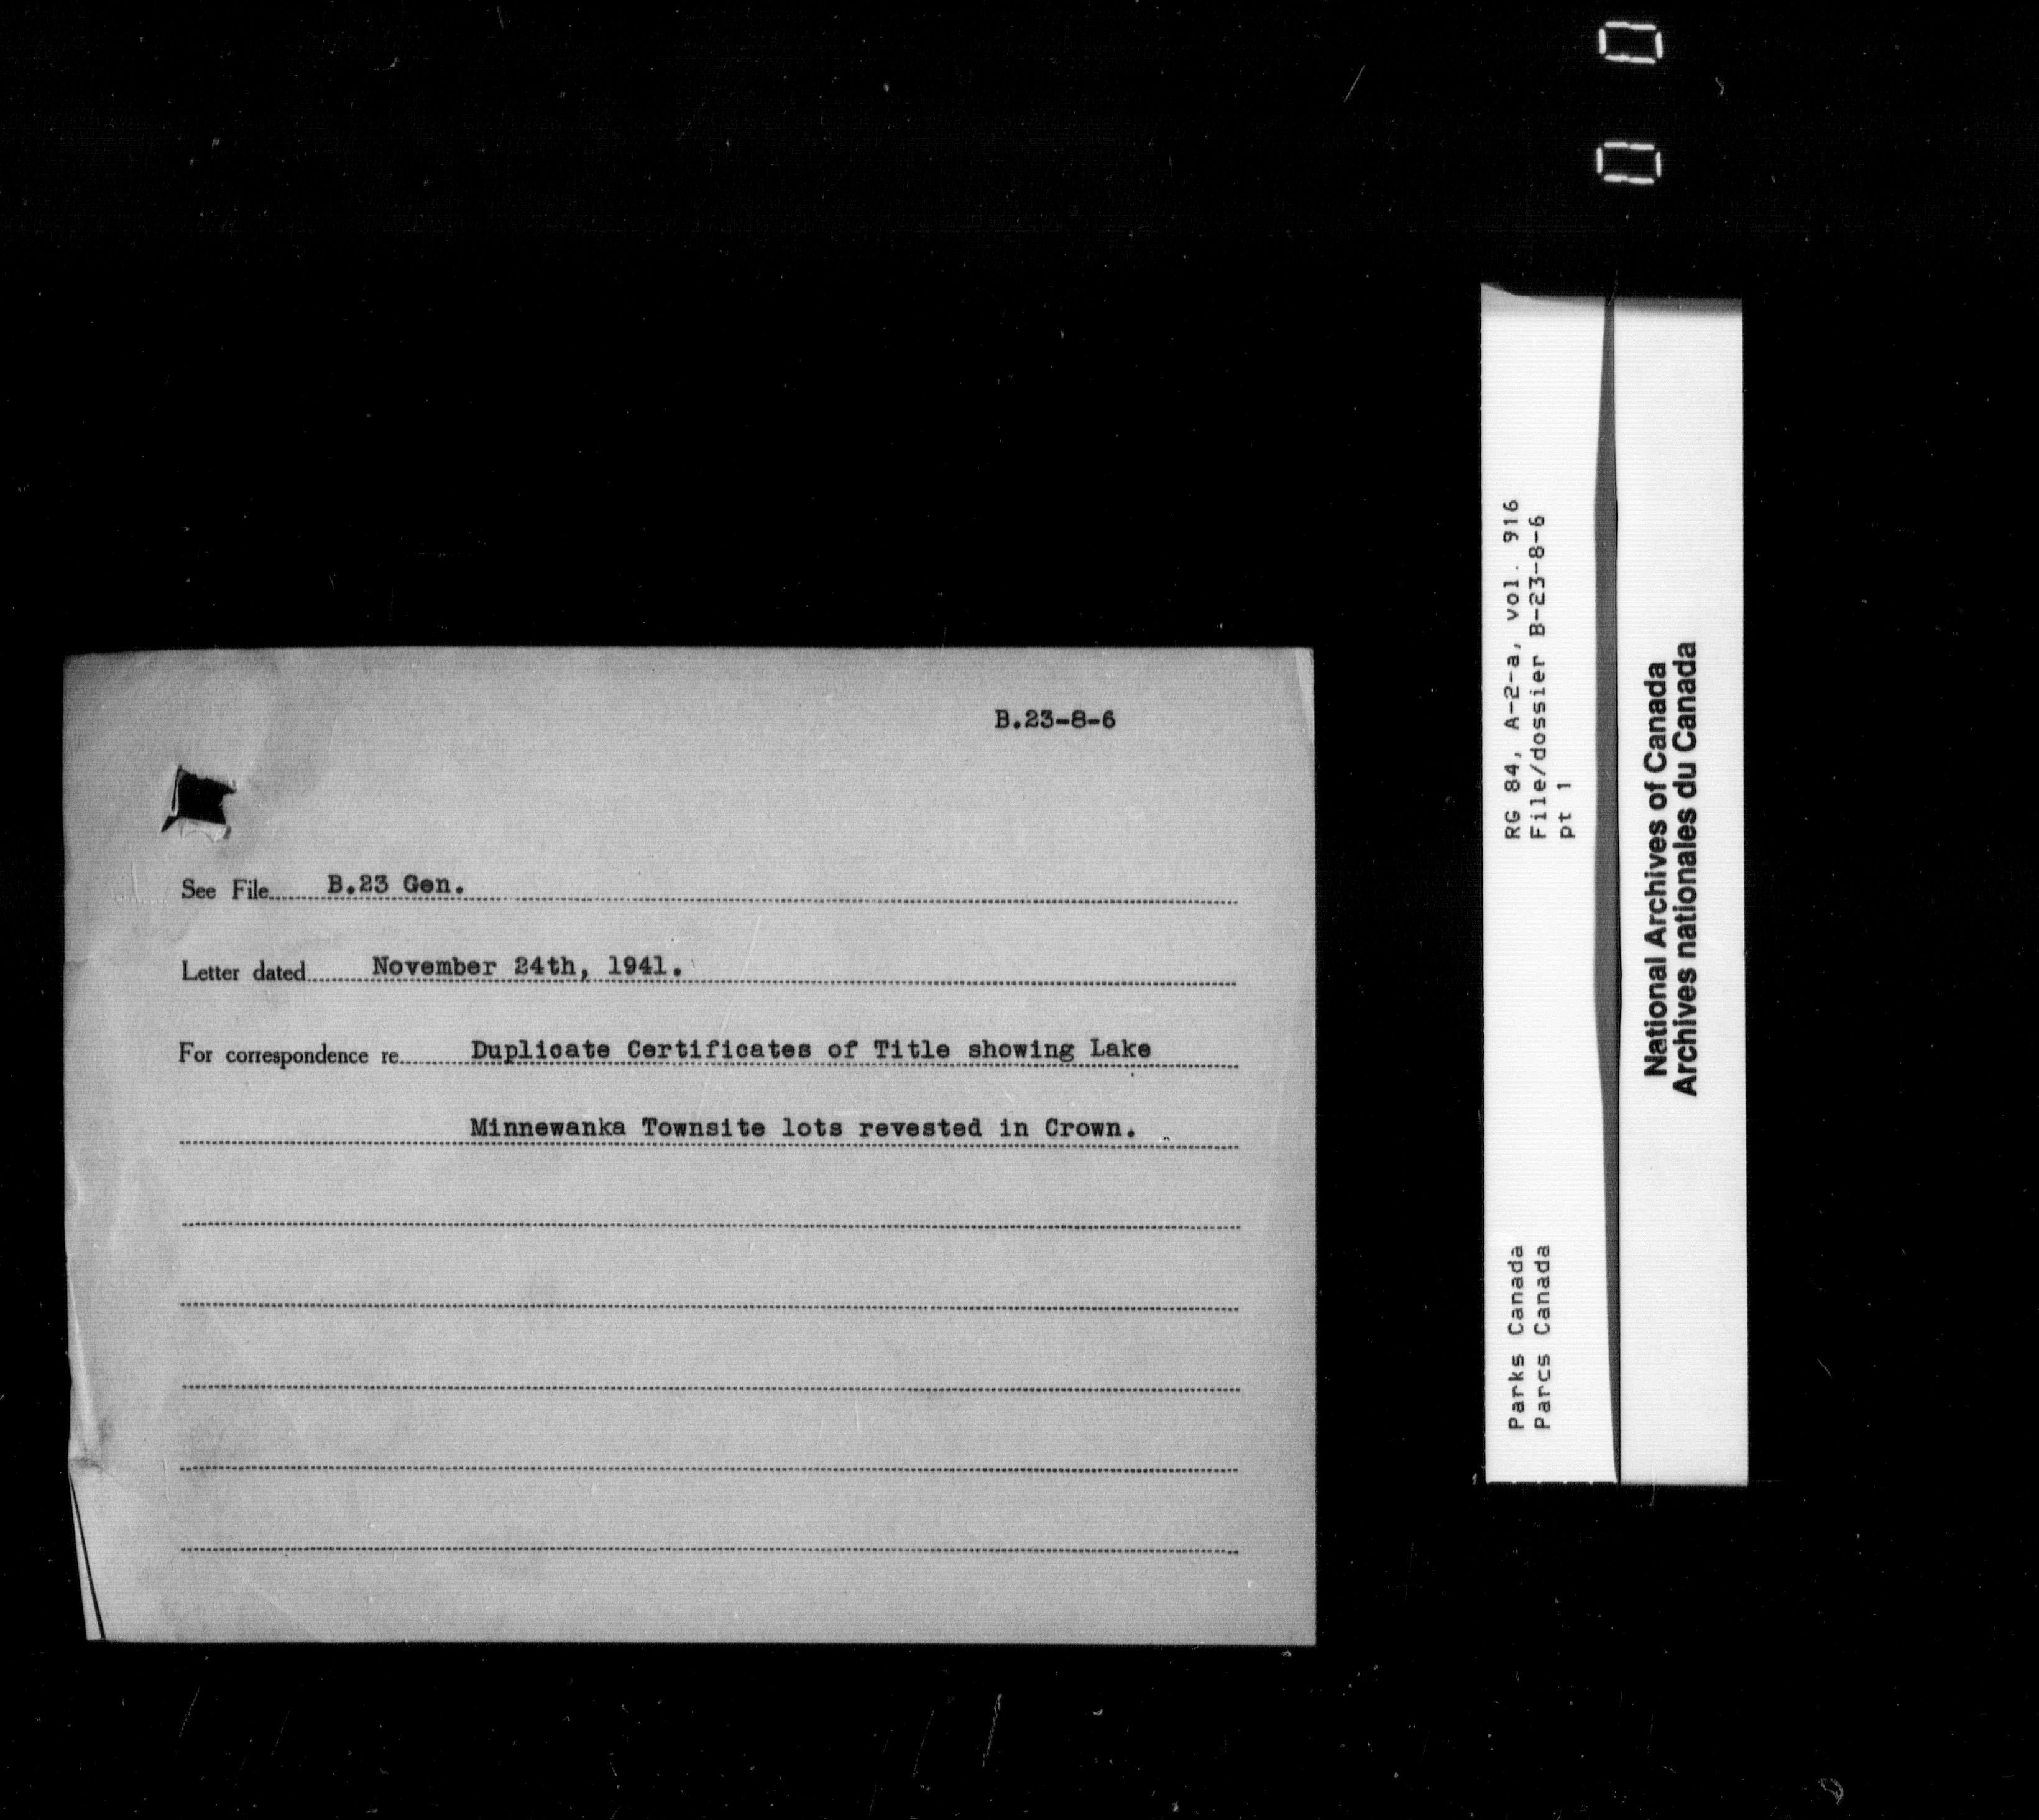 B.23-8-6
See File B.23 Gen.
Letter dated November 24th, 1941.
For correspondence re Duplicate Certificates of Title showing Lake
Minnewanka Townsite lots revested in Crown.
RG 84, A-2-a, vol. 916
File/dossier B-23-8-6
pt 1
Parks Canada
Parcs Canada
National Archives of Canada
Archives nationales du Canada
0 0